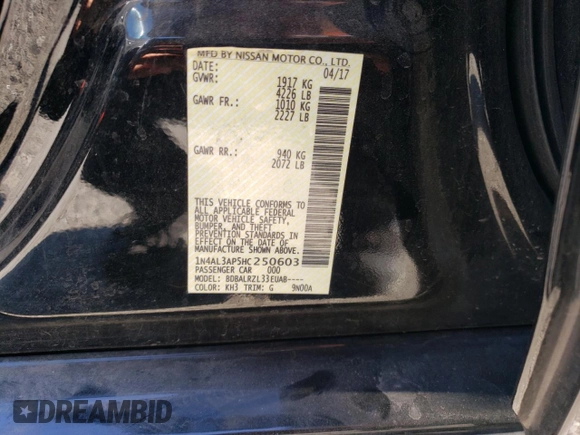 MFD BY NISSAN MOTOR CO., LTD.
DATE: 04/17
GVWR: 1917 KG
4226 LB
GAWR FR.: 1010 KG
2227 LB
GAWR RR.: 940 KG
2072 LB
THIS VEHICLE CONFORMS TO
ALL APPLICABLE FEDERAL
MOTOR VEHICLE SAFETY,
BUMPER, AND THEFT
PREVENTION STANDARDS IN
EFFECT ON THE DATE OF
MANUFACTURE SHOWN ABOVE.
1N4AL3AP5HC250603
PASSENGER CAR 000
MODEL: BDBALRZL33EUAB----
COLOR: KH3 TRIM: G 9N00A
DREAMBID